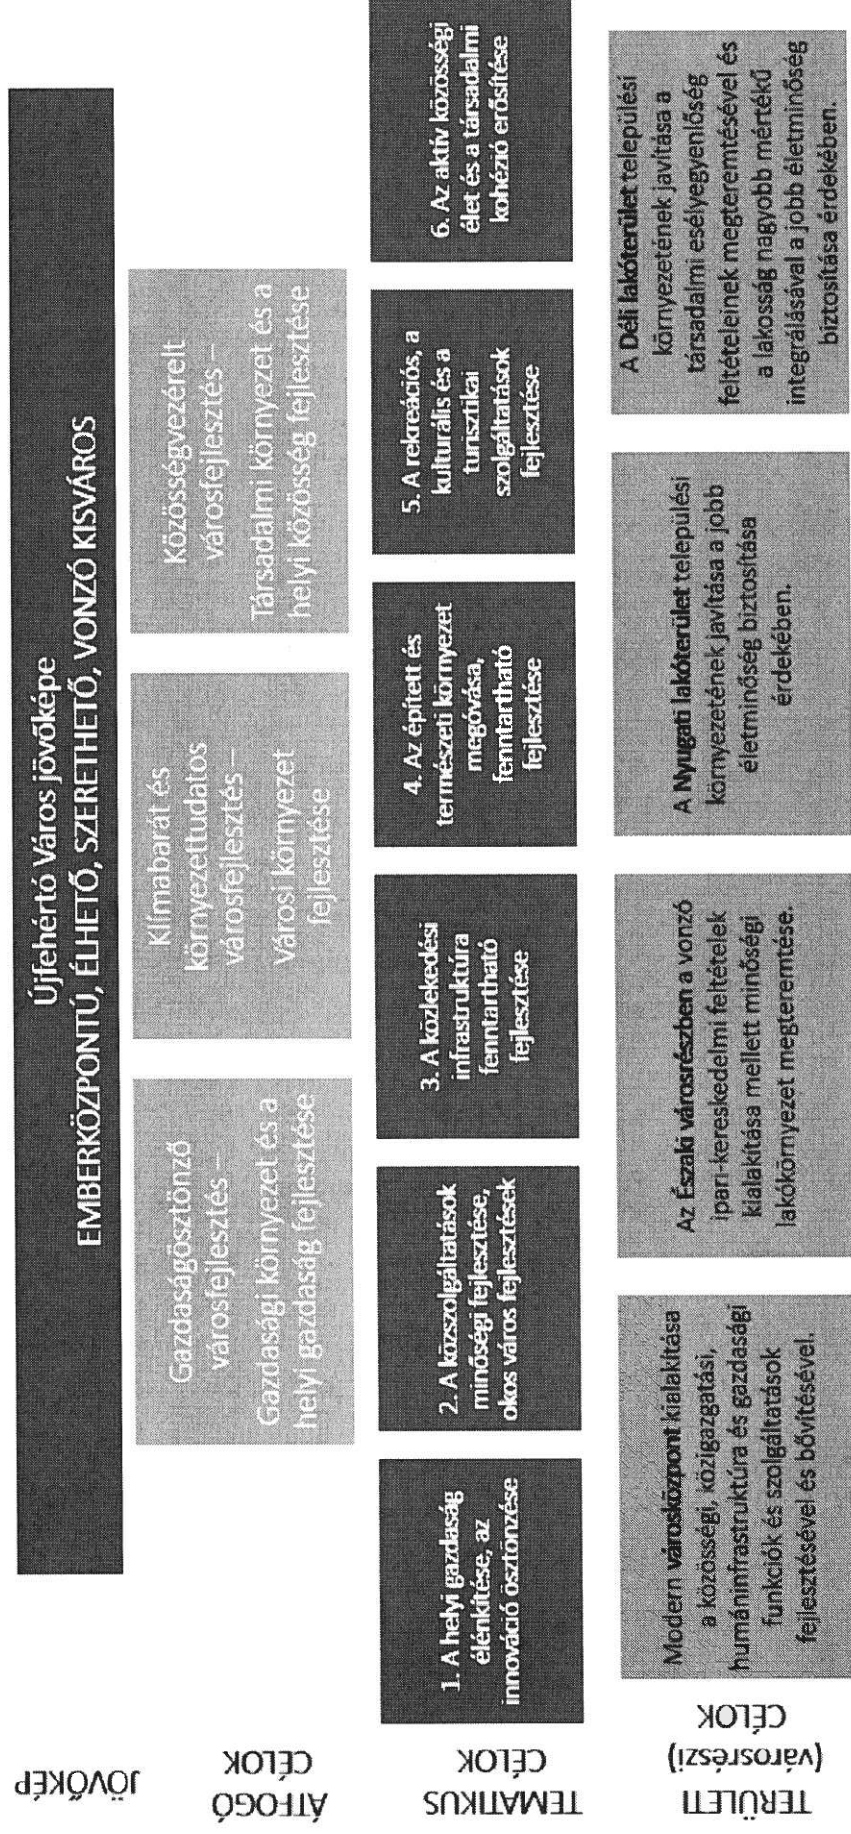 JÖVŐKÉP
Újfehértó Város jövőképe
EMBERKÖZPONTÚ, ÉLHETŐ, SZERETHETŐ, VONZÓ KISVÁROS
ÁTFOGÓ
CÉLOK
Gazdaságösztönző
városfejlesztés –
Gazdasági környezet és a
helyi gazdaság fejlesztése
Klímabarát és
környezettudatos
városfejlesztés –
Városi környezet
fejlesztése
Közösségvezérelt
városfejlesztés –
Társadalmi környezet és a
helyi közösség fejlesztése
TEMATIKUS
CÉLOK
1. A helyi gazdaság
élénkítése, az
innováció ösztönzése
2. A közszolgáltatások
minőségi fejlesztése,
okos város fejlesztések
3. A közlekedési
infrastruktúra
fenntartható
fejlesztése
4. Az épített és
természeti környezet
megóvása,
fenntartható
fejlesztése
5. A rekreációs, a
kulturális és a
turisztikai
szolgáltatások
fejlesztése
6. Az aktív közösségi
élet és a társadalmi
kohézió erősítése
TERÜLETI
(városrészi)
CÉLOK
Modern városközpont kialakítása
a közösségi, közigazgatási,
humáninfrastruktúra és gazdasági
funkciók és szolgáltatások
fejlesztésével és bővítésével.
Az Északi városrészben a vonzó
ipari-kereskedelmi feltételek
kialakítása mellett minőségi
lakókörnyezet megteremtése.
A Nyugati lakóterület települési
környezetének javítása a jobb
életminőség biztosítása
érdekében.
A Déli lakóterület települési
környezetének javítása a
társadalmi esélyegyenlőség
feltételeinek megteremtésével és
a lakosság nagyobb mértékű
integrálásával a jobb életminőség
biztosítása érdekében.